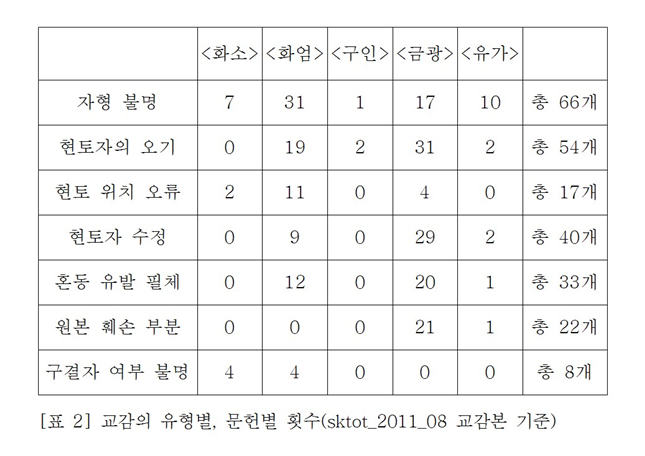 <화소> <화엄> <구인> <금광> <유가>
자형 불명 7 31 1 17 10 총 66개
현토자의 오기 0 19 2 31 2 총 54개
현토 위치 오류 2 11 0 4 0 총 17개
현토자 수정 0 9 0 29 2 총 40개
혼동 유발 필체 0 12 0 20 1 총 33개
원본 훼손 부분 0 0 0 21 1 총 22개
구결자 여부 불명 4 4 0 0 0 총 8개
[표 2] 교감의 유형별, 문헌별 횟수(sktot_2011_08 교감본 기준)